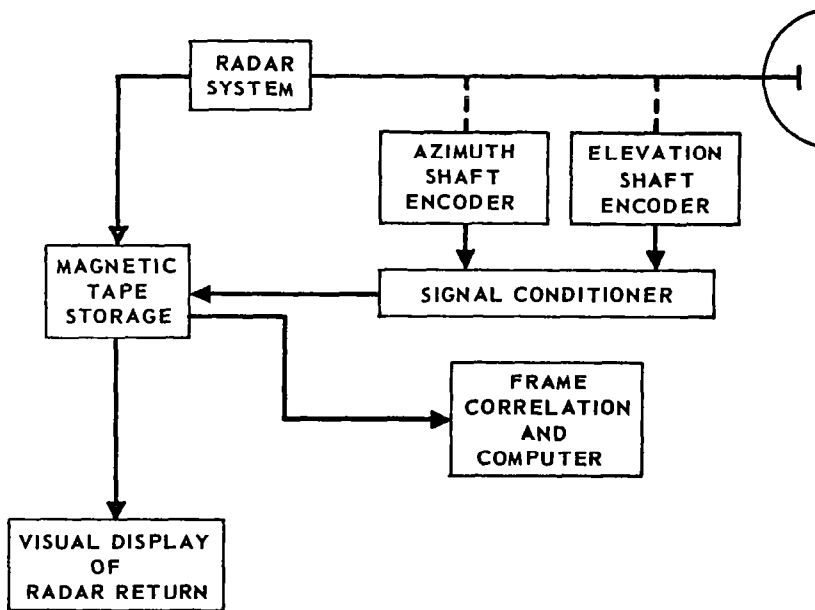 RADAR
SYSTEM
AZIMUTH
SHAFT
ENCODER
ELEVATION
SHAFT
ENCODER
MAGNETIC
TAPE
STORAGE
SIGNAL CONDITIONER
FRAME
CORRELATION
AND
COMPUTER
VISUAL DISPLAY
OF
RADAR RETURN